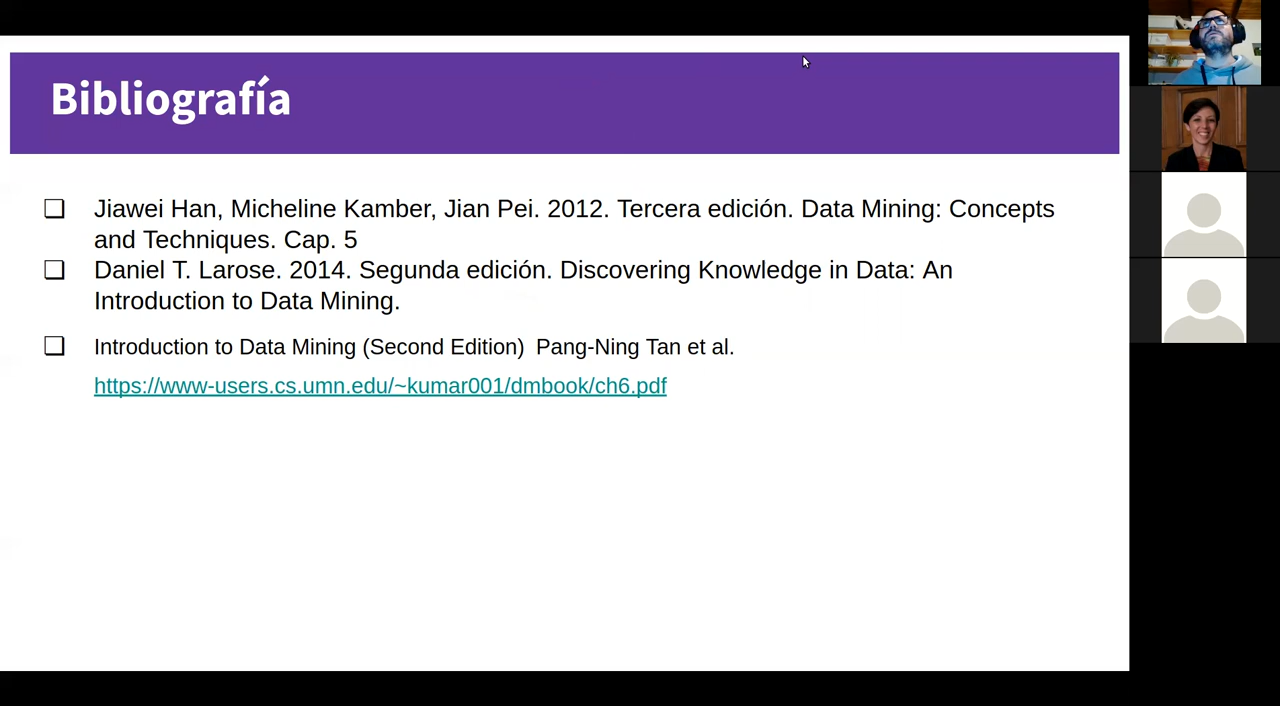 Bibliografía
❑ Jiawei Han, Micheline Kamber, Jian Pei. 2012. Tercera edición. Data Mining: Concepts
and Techniques. Cap. 5
❑ Daniel T. Larose. 2014. Segunda edición. Discovering Knowledge in Data: An
Introduction to Data Mining.
❑ Introduction to Data Mining (Second Edition)  Pang-Ning Tan et al.
https://www-users.cs.umn.edu/~kumar001/dmbook/ch6.pdf